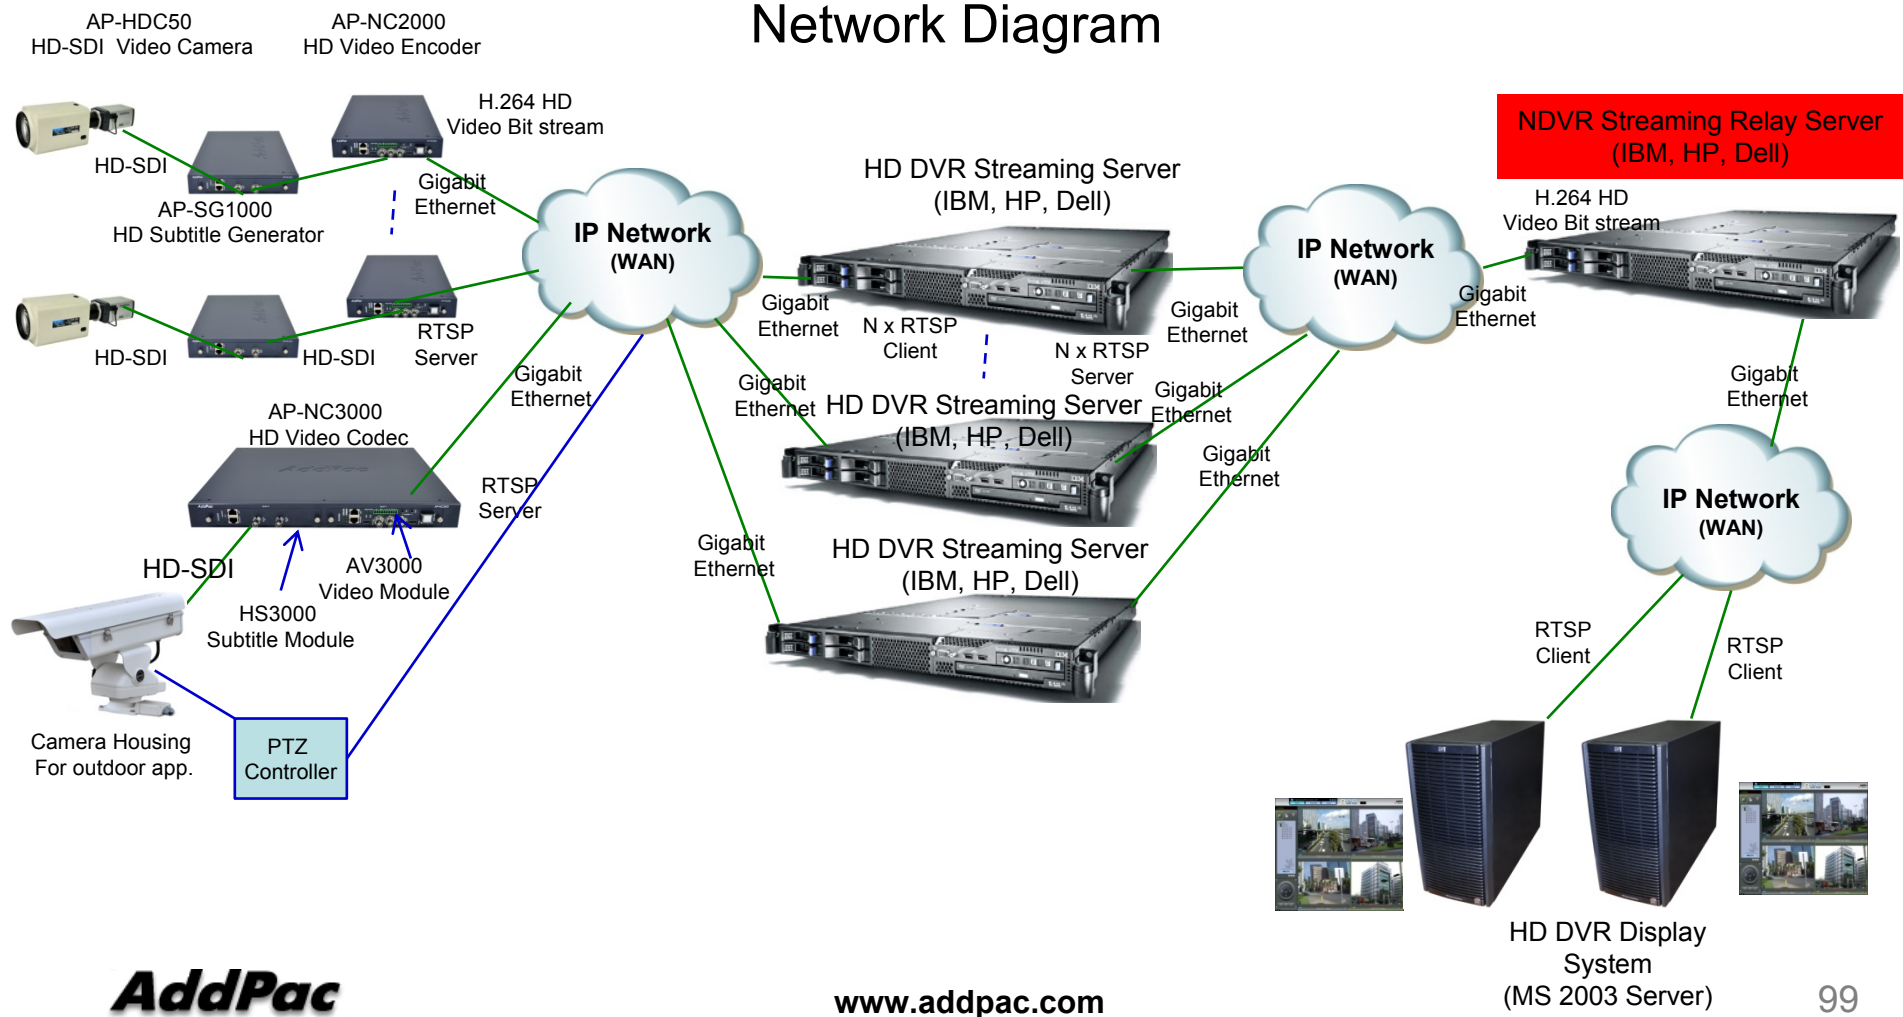 Network Diagram
AP-HDC50
HD-SDI Video Camera
AP-NC2000
HD Video Encoder
H.264 HD
Video Bit stream
HD-SDI
AP-SG1000
HD Subtitle Generator
Gigabit
Ethernet
HD-SDI
HD-SDI
RTSP
Server
IP Network
(WAN)
Gigabit
Ethernet
AP-NC3000
HD Video Codec
AddPac
RTSP
Server
HD-SDI
AV3000
Video Module
HS3000
Subtitle Module
Camera Housing
For outdoor app.
PTZ
Controller
HD DVR Streaming Server
(IBM, HP, Dell)
Gigabit
Ethernet
N x RTSP
Client
N x RTSP
Server
Gigabit
Ethernet
HD DVR Streaming Server
(IBM, HP, Dell)
Gigabit
Ethernet
HD DVR Streaming Server
(IBM, HP, Dell)
Gigabit
Ethernet
Gigabit
Ethernet
Gigabit
Ethernet
IP Network
(WAN)
Gigabit
Ethernet
NDVR Streaming Relay Server
(IBM, HP, Dell)
H.264 HD
Video Bit stream
Gigabit
Ethernet
IP Network
(WAN)
RTSP
Client
RTSP
Client
HD DVR Display
System
(MS 2003 Server)
AddPac
www.addpac.com
99